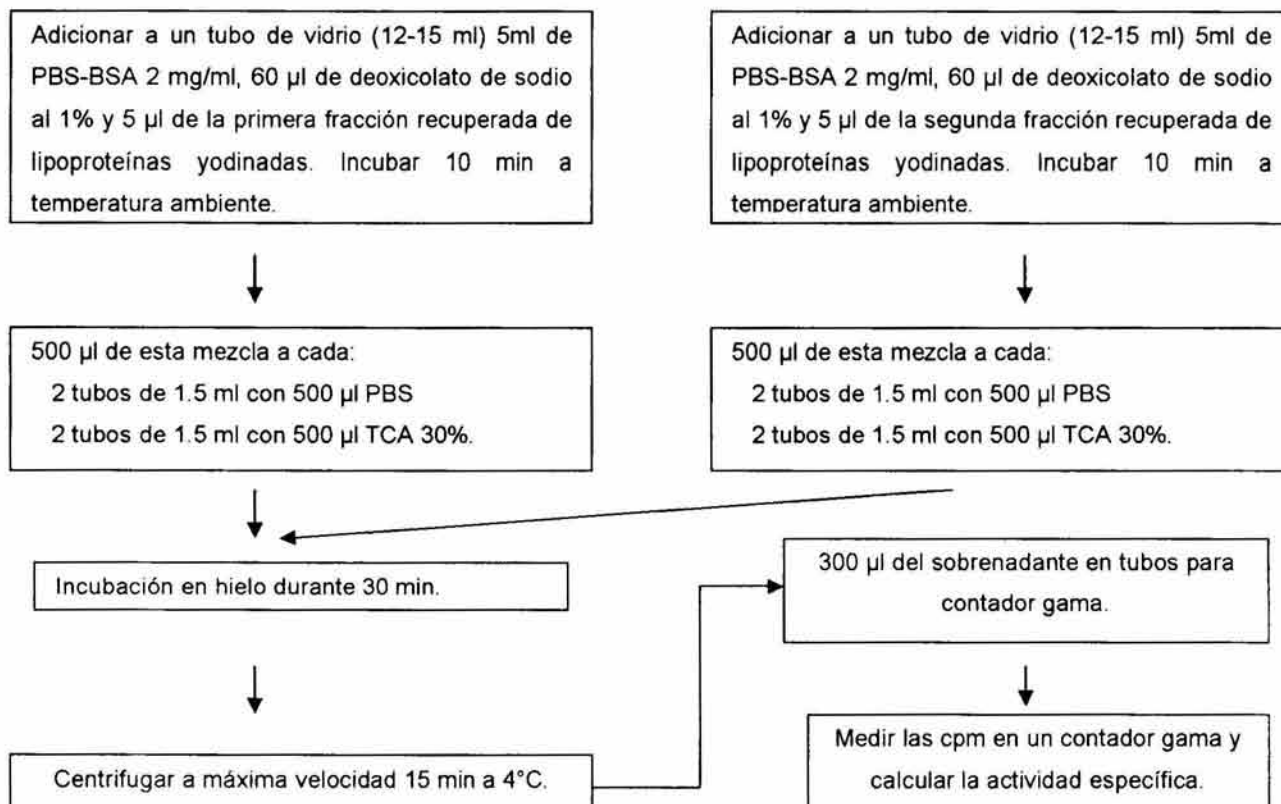 Adicionar a un tubo de vidrio (12-15 ml) 5ml de
PBS-BSA 2 mg/ml, 60 µl de deoxicolato de sodio
al 1% y 5 µl de la primera fracción recuperada de
lipoproteínas yodinadas. Incubar 10 min a
temperatura ambiente.
Adicionar a un tubo de vidrio (12-15 ml) 5ml de
PBS-BSA 2 mg/ml, 60 µl de deoxicolato de sodio
al 1% y 5 µl de la segunda fracción recuperada de
lipoproteínas yodinadas. Incubar 10 min a
temperatura ambiente.
500 µl de esta mezcla a cada:
2 tubos de 1.5 ml con 500 µl PBS
2 tubos de 1.5 ml con 500 µl TCA 30%.
500 µl de esta mezcla a cada:
2 tubos de 1.5 ml con 500 µl PBS
2 tubos de 1.5 ml con 500 µl TCA 30%.
Incubación en hielo durante 30 min.
Centrifugar a máxima velocidad 15 min a 4°C.
300 µl del sobrenadante en tubos para
contador gama.
Medir las cpm en un contador gama y
calcular la actividad específica.